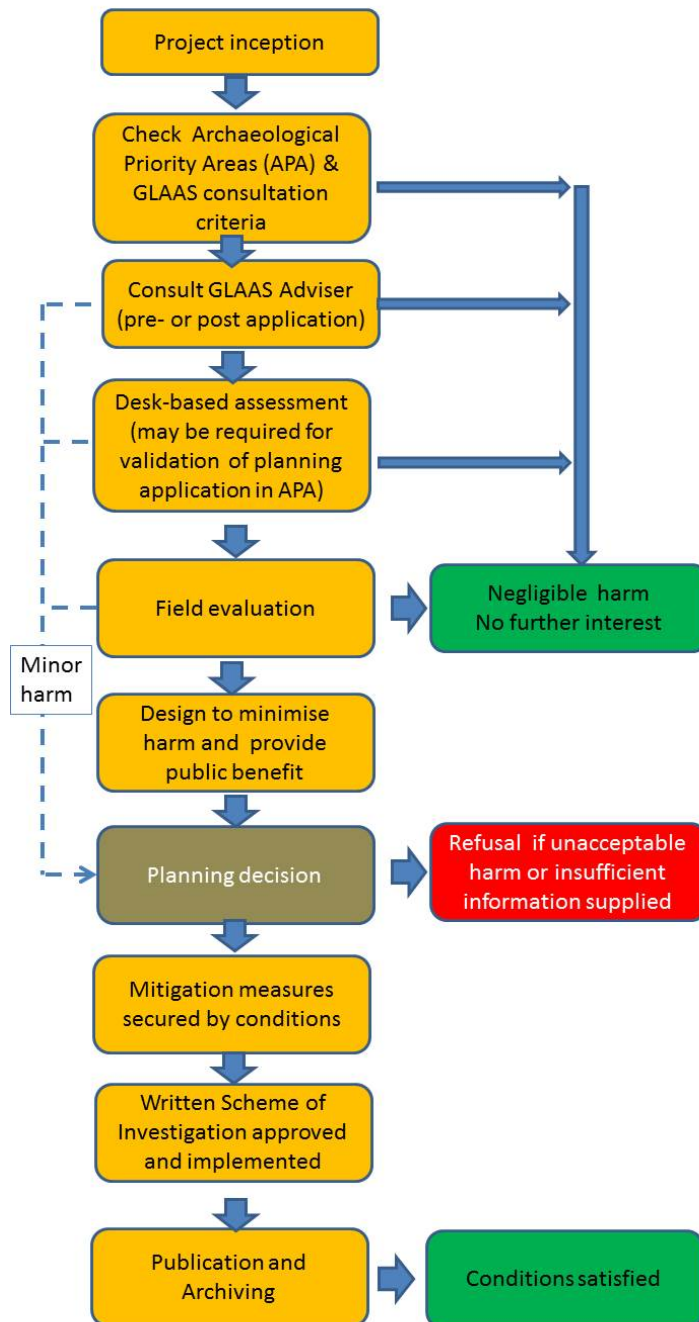 Project inception
Check Archaeological
Priority Areas (APA) &
GLAAS consultation
criteria
Consult GLAAS Adviser
(pre- or post application)
Desk-based assessment
(may be required for
validation of planning
application in APA)
Field evaluation
Negligible harm
No further interest
Minor
harm
Design to minimise
harm and provide
public benefit
Planning decision
Refusal if unacceptable
harm or insufficient
information supplied
Mitigation measures
secured by conditions
Written Scheme of
Investigation approved
and implemented
Publication and
Archiving
Conditions satisfied